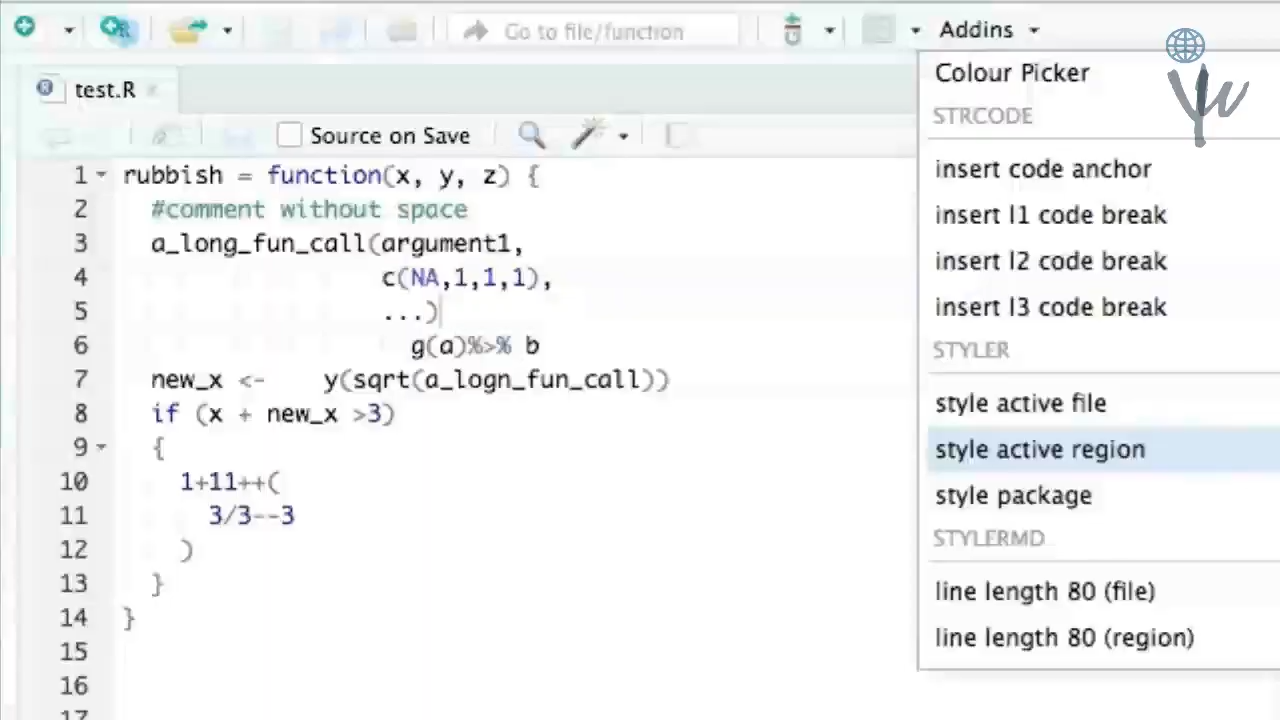 Go to file/function
Addins
test.R
Source on Save
1 rubbish = function(x, y, z) {
2 #comment without space
3 a_long_fun_call(argument1,
4 c(NA,1,1,1),
5 ...)
6 g(a)%>% b
7 new_x <- y(sqrt(a_logn_fun_call))
8 if (x + new_x >3)
9 {
10 1+11++(
11 3/3--3
12 )
13 }
14 }
15
16
17
Colour Picker
STRCODE
insert code anchor
insert l1 code break
insert l2 code break
insert l3 code break
STYLER
style active file
style active region
style package
STYLERMD
line length 80 (file)
line length 80 (region)